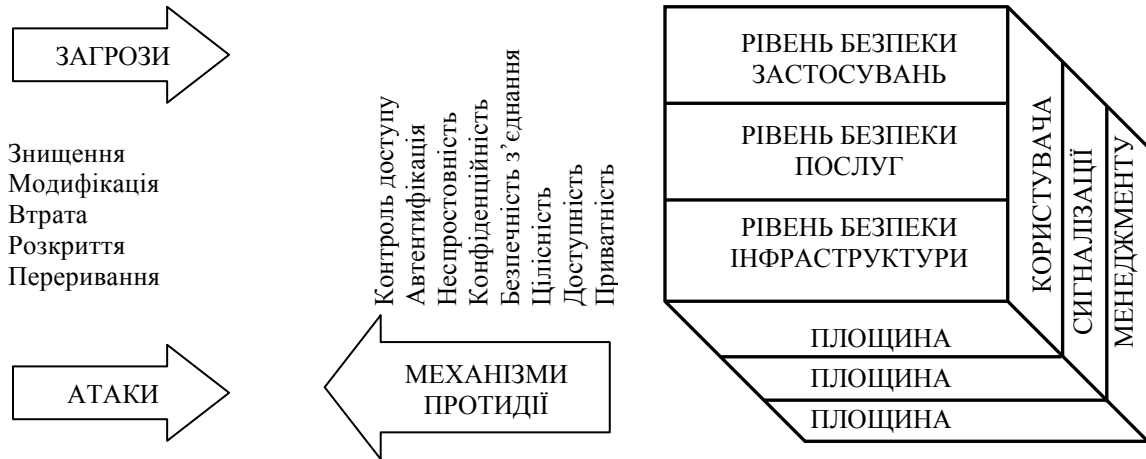 ЗАГРОЗИ
Знищення
Модифікація
Втрата
Розкриття
Переривання
АТАКИ
Контроль доступу
Автентифікація
Неспростовність
Конфіденційність
Безпечність з’єднання
Цілісність
Доступність
Приватність
МЕХАНІЗМИ
ПРОТИДІЇ
РІВЕНЬ БЕЗПЕКИ
ЗАСТОСУВАНЬ
РІВЕНЬ БЕЗПЕКИ
ПОСЛУГ
РІВЕНЬ БЕЗПЕКИ
ІНФРАСТРУКТУРИ
КОРИСТУВАЧА
СИГНАЛІЗАЦІЇ
МЕНЕДЖМЕНТУ
ПЛОЩИНА
ПЛОЩИНА
ПЛОЩИНА